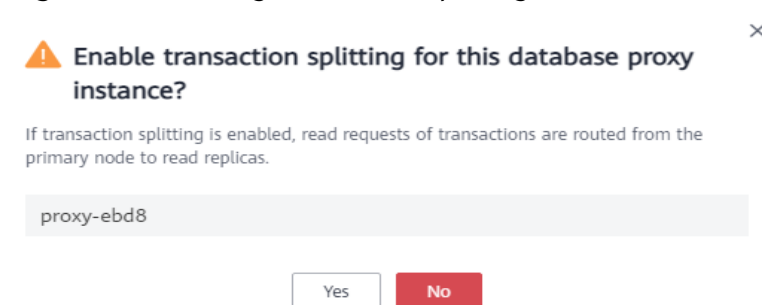 Enable transaction splitting for this database proxy
instance?
If transaction splitting is enabled, read requests of transactions are routed from the
primary node to read replicas.
proxy-ebd8
Yes No